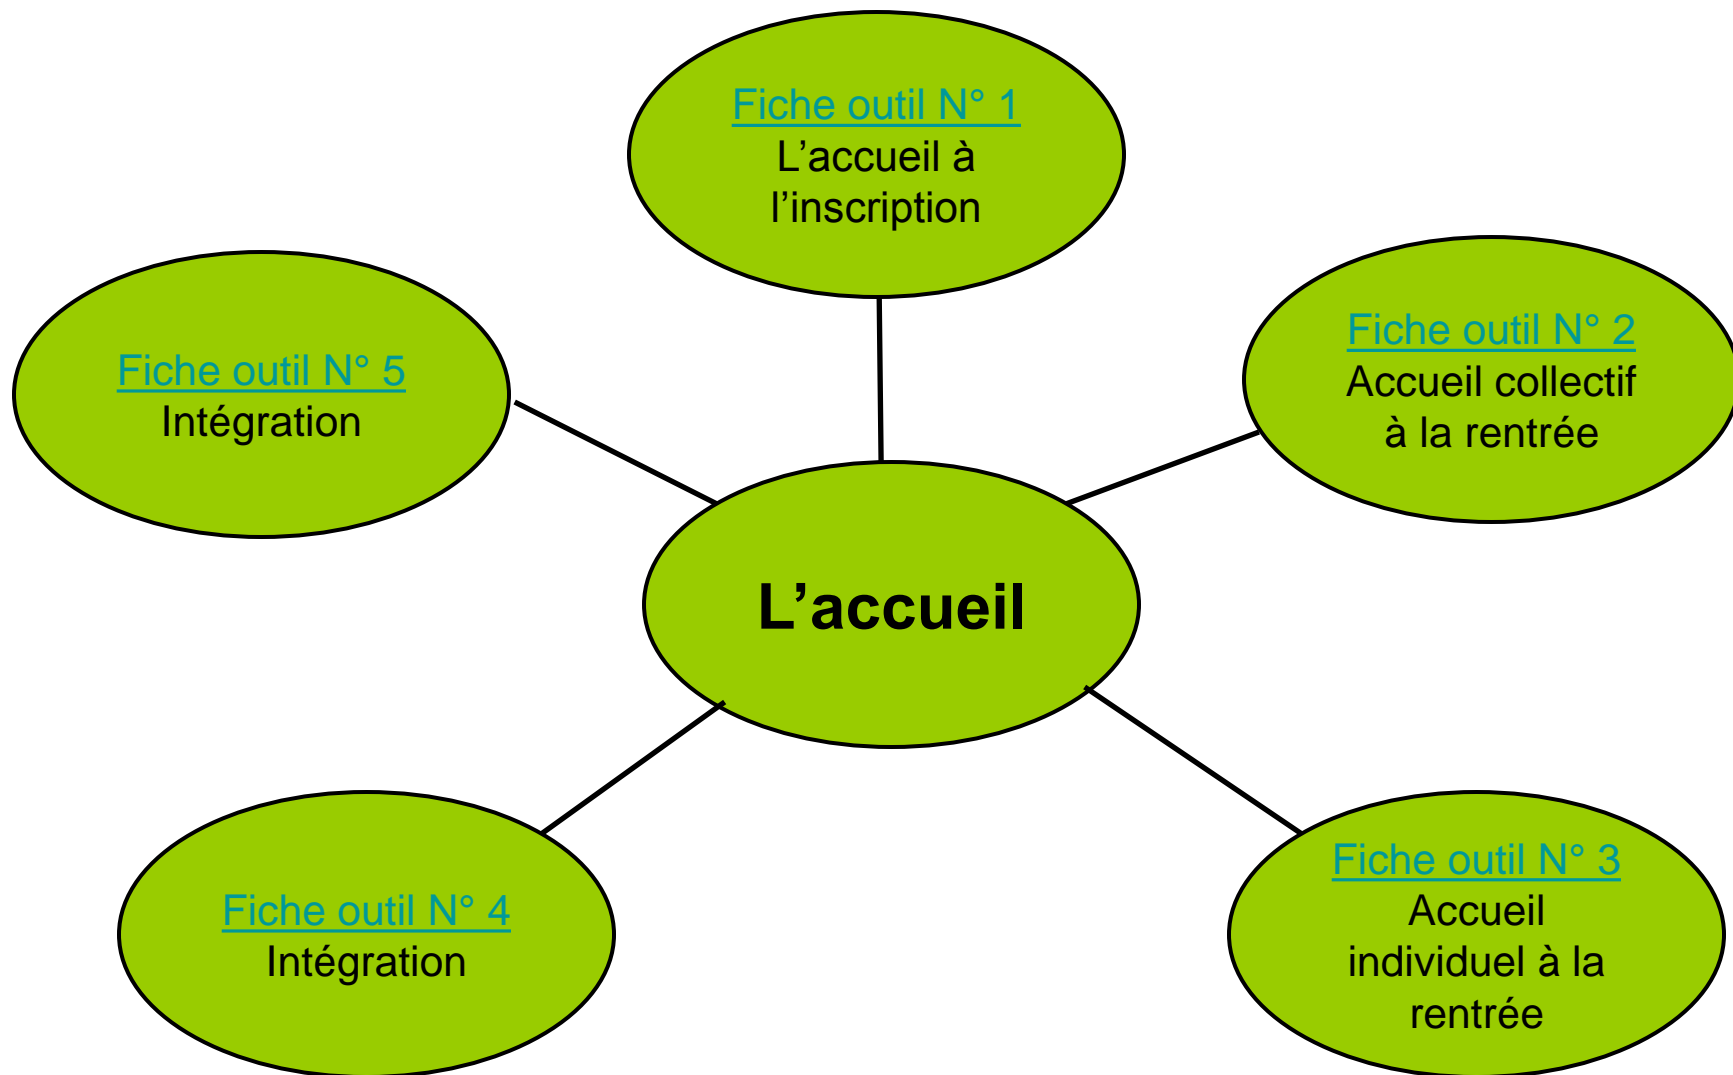 Fiche outil N° 1
L’accueil à
l’inscription
Fiche outil N° 2
Accueil collectif
à la rentrée
Fiche outil N° 5
Intégration
L’accueil
Fiche outil N° 3
Accueil
individuel à la
rentrée
Fiche outil N° 4
Intégration